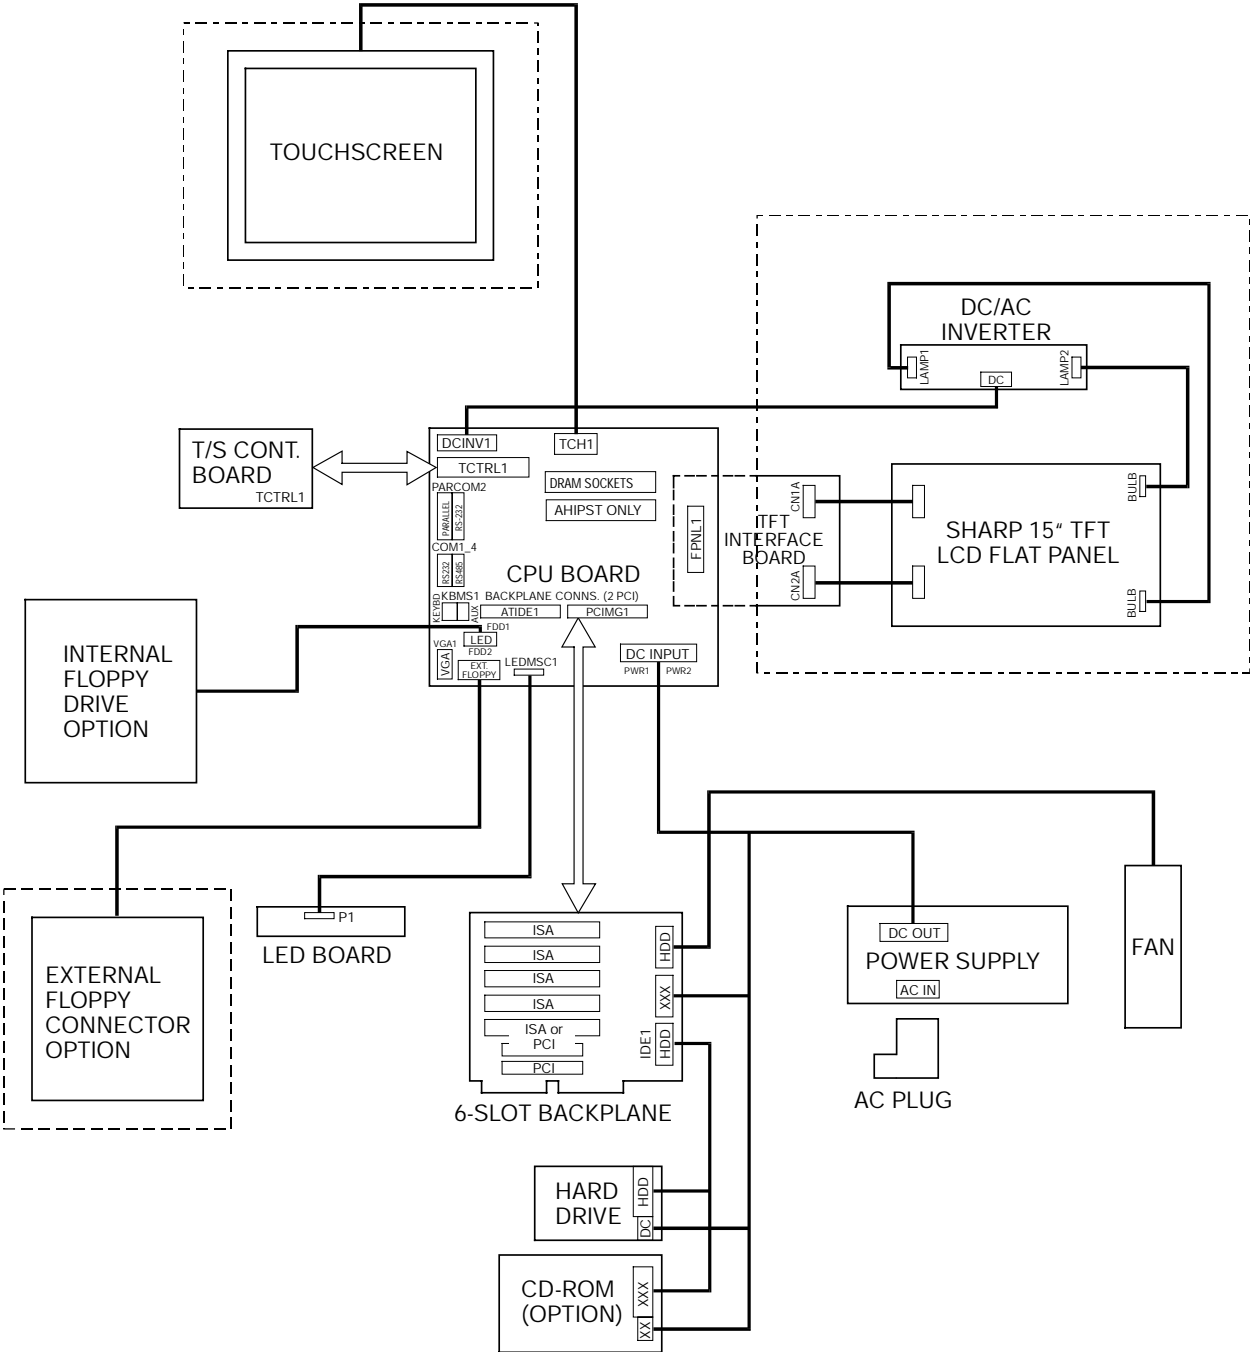 TOUCHSCREEN
DC/AC
INVERTER
LAMP1
LAMP2
DC
T/S CONT.
BOARD
TCTRL1
DCINV1
TCH1
TCTRL1
PARCOM2
PARALLEL
RS-232
DRAM SOCKETS
AHIPST ONLY
COM1_4
RS232
RS485
CPU BOARD
KBMS1
BACKPLANE CONNS. (2 PCI)
KEYBD
AUX
ATIDE1
PCIMG1
FDD1
LED
FDD2
VGA1
VGA
EXT.
FLOPPY
LEDMSC1
DC INPUT
PWR1
PWR2
FPNL1
TFT
INTERFACE
BOARD
CN1A
CN2A
BULB
SHARP 15“ TFT
LCD FLAT PANEL
BULB
INTERNAL
FLOPPY
DRIVE
OPTION
EXTERNAL
FLOPPY
CONNECTOR
OPTION
P1
LED BOARD
ISA
ISA
ISA
ISA
ISA or
PCI
PCI
HDD
XXX
IDE1
HDD
6-SLOT BACKPLANE
DC OUT
POWER SUPPLY
AC IN
AC PLUG
FAN
HARD
DRIVE
HDD
DC
CD-ROM
(OPTION)
XXX
XX